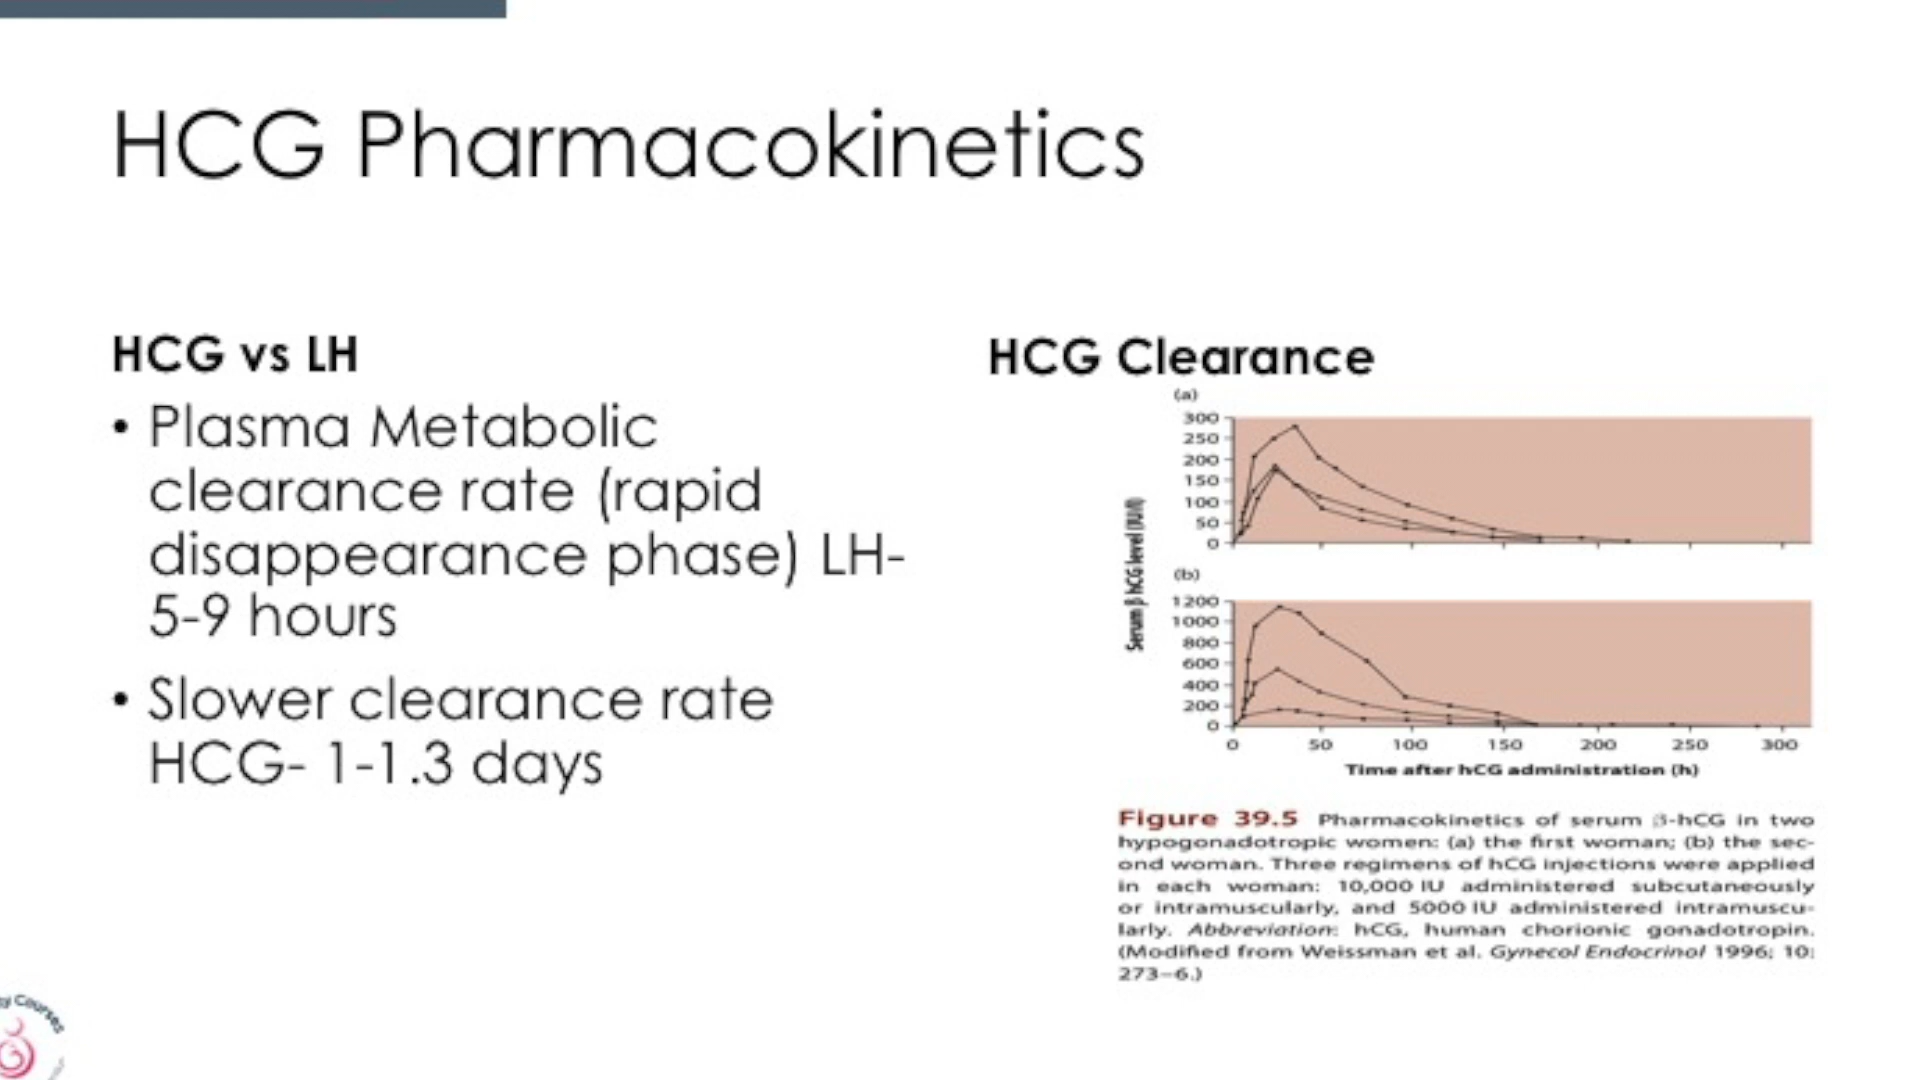 HCG Pharmacokinetics
HCG vs LH
• Plasma Metabolic
clearance rate (rapid
disappearance phase) LH-
5-9 hours
• Slower clearance rate
HCG- 1-1.3 days
HCG Clearance
(a)
300
250
200
150
100
50
0
Serum β hCG level (IU/l)
(b)
1200
1000
800
600
400
200
0
0 50 100 150 200 250 300
Time after hCG administration (h)
Figure 39.5 Pharmacokinetics of serum β-hCG in two
hypogonadotropic women: (a) the first woman; (b) the sec-
ond woman. Three regimens of hCG injections were applied
in each woman: 10,000 IU administered subcutaneously
or intramuscularly, and 5000 IU administered intramuscu-
larly. Abbreviation: hCG, human chorionic gonadotropin.
(Modified from Weissman et al. Gynecol Endocrinol 1996; 10:
273–6.)
Courses